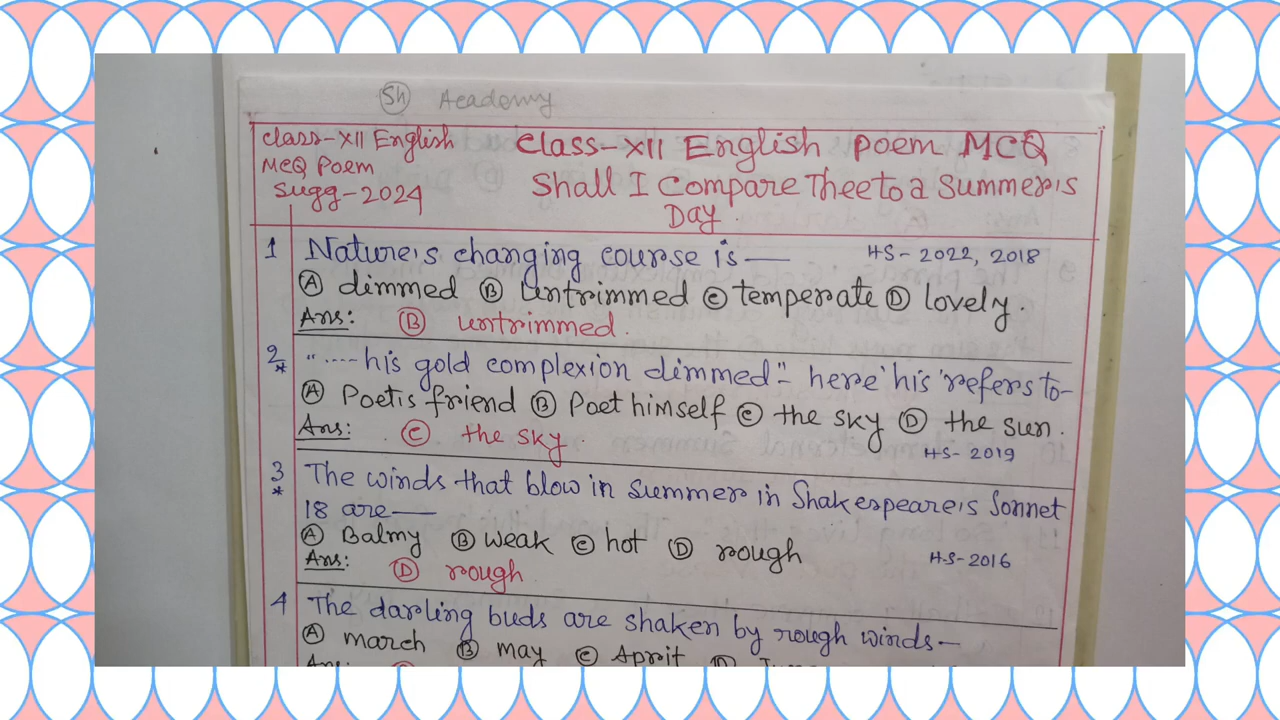 Sh Academy
Class-XII English
MCQ Poem
Sugg-2024
Class-XII English Poem MCQ
Shall I Compare Thee to a Summer's
Day.
1 Nature's changing course is — HS-2022, 2018
A dimmed B Untrimmed C temperate D lovely.
Ans: B untrimmed.
2 * ".....his gold complexion dimmed"- here 'his' refers to-
A Poet's friend B Poet himself C the sky D the sun.
Ans: C the sky. HS-2019
3 * The winds that blow in summer in Shakespeare's Sonnet
18 are —
A Balmy B weak C hot D rough
Ans: D rough HS-2016
4 The darling buds are shaken by rough winds—
A march B may C Aprit D